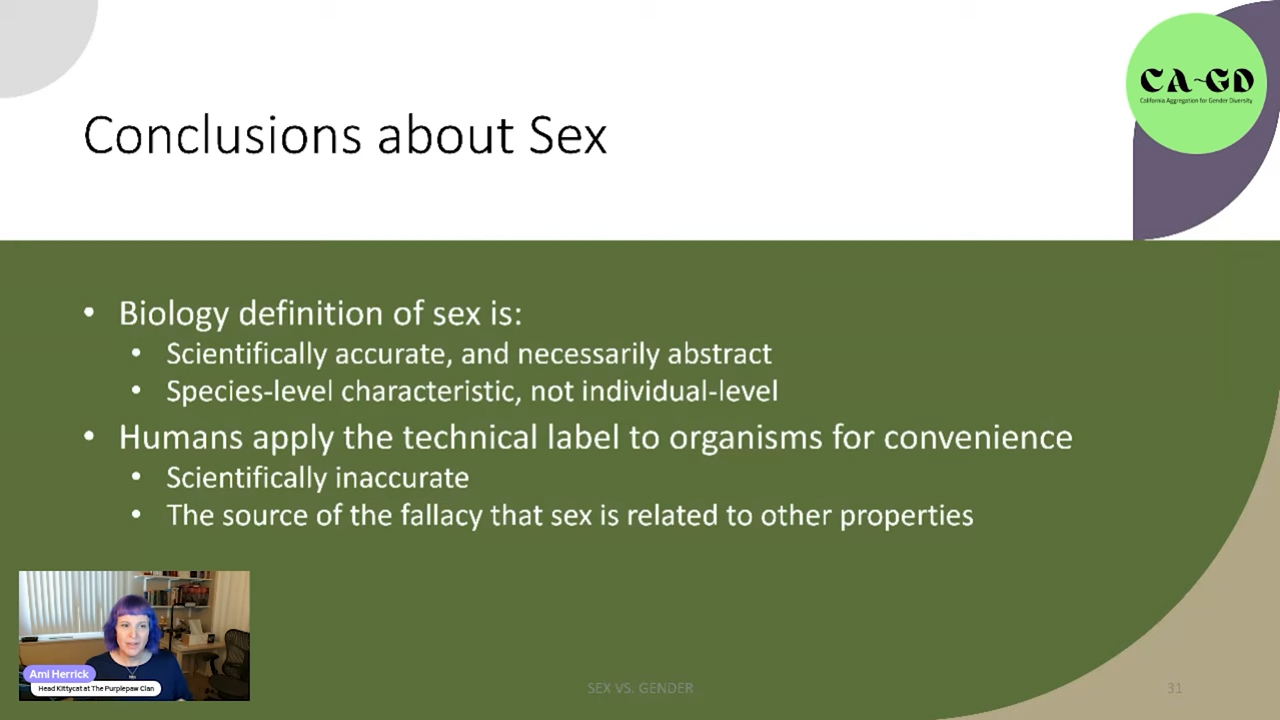 CA~GD
California Aggregation for Gender Diversity
Conclusions about Sex
• Biology definition of sex is:
• Scientifically accurate, and necessarily abstract
• Species-level characteristic, not individual-level
• Humans apply the technical label to organisms for convenience
• Scientifically inaccurate
• The source of the fallacy that sex is related to other properties
Ami Herrick
Head Kittycat at The Purplepaw Clan
SEX VS. GENDER
31